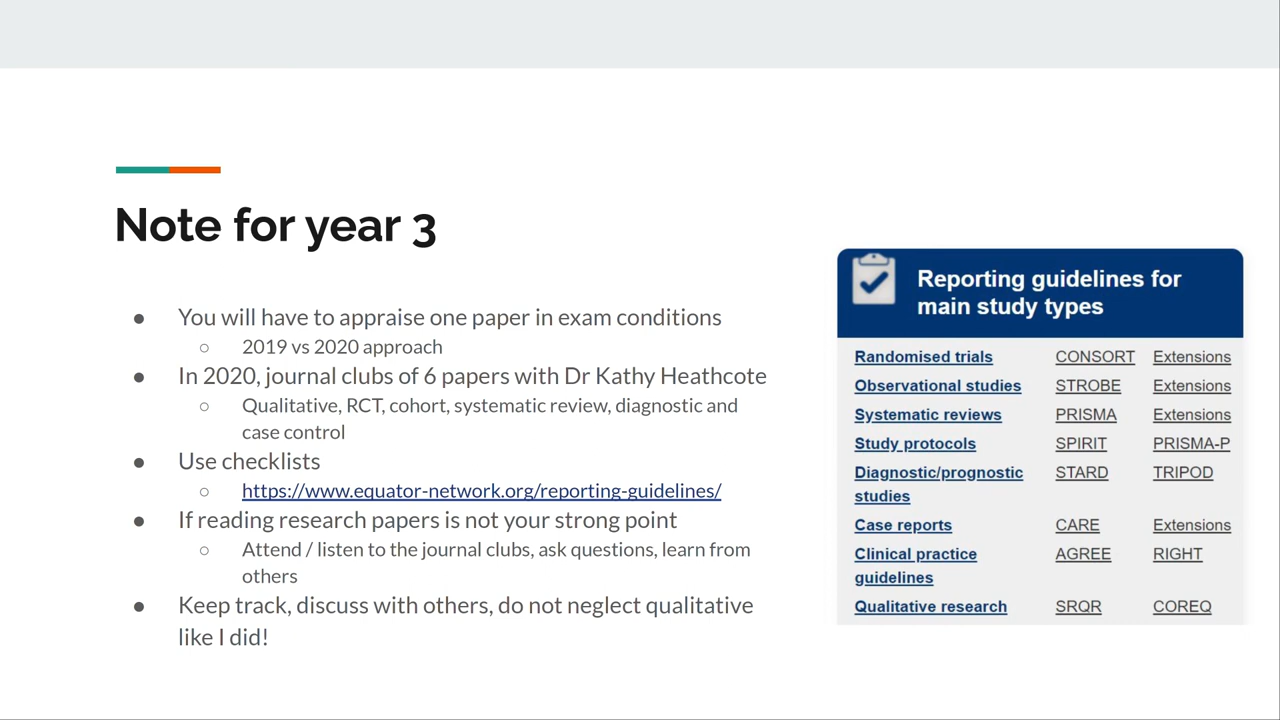 Note for year 3
● You will have to appraise one paper in exam conditions
○ 2019 vs 2020 approach
● In 2020, journal clubs of 6 papers with Dr Kathy Heathcote
○ Qualitative, RCT, cohort, systematic review, diagnostic and
case control
● Use checklists
○ https://www.equator-network.org/reporting-guidelines/
● If reading research papers is not your strong point
○ Attend / listen to the journal clubs, ask questions, learn from
others
● Keep track, discuss with others, do not neglect qualitative
like I did!
Reporting guidelines for
main study types
Randomised trials CONSORT Extensions
Observational studies STROBE Extensions
Systematic reviews PRISMA Extensions
Study protocols SPIRIT PRISMA-P
Diagnostic/prognostic STARD TRIPOD
studies
Case reports CARE Extensions
Clinical practice AGREE RIGHT
guidelines
Qualitative research SRQR COREQ